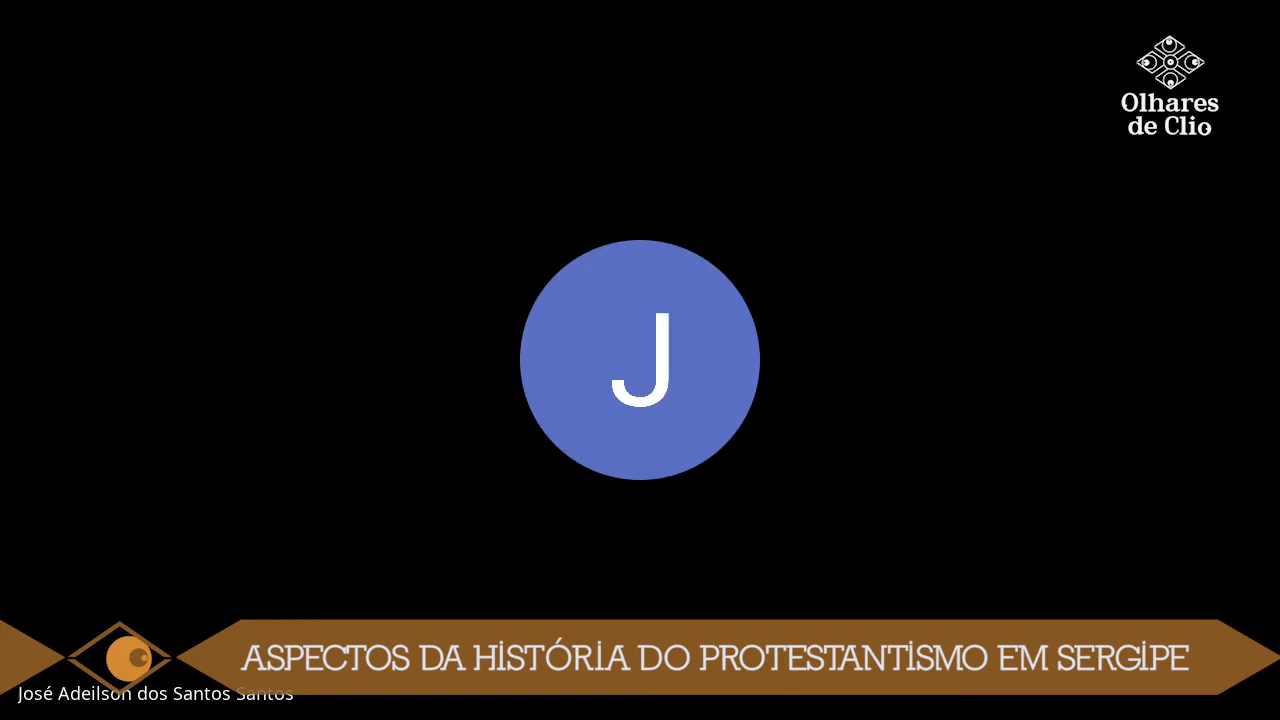 Olhares
de Clio
J
ASPECTOS DA HISTÓRIA DO PROTESTANTISMO EM SERGIPE
José Adeilson dos Santos Santos